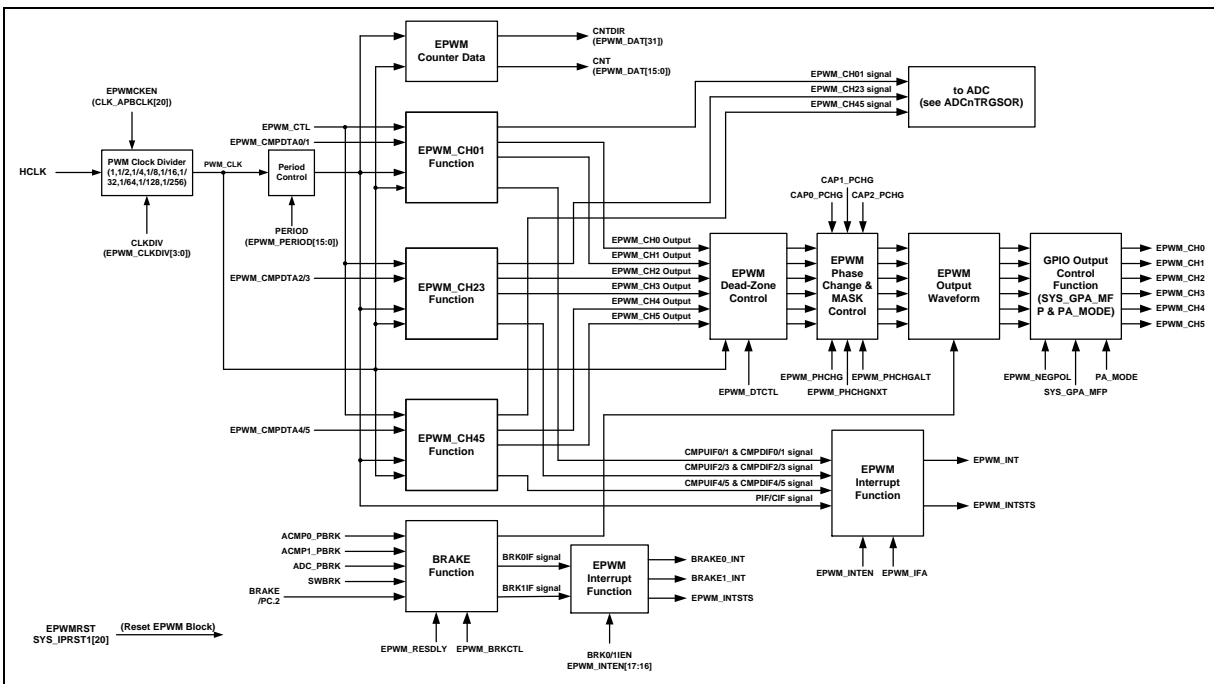 EPWM
Counter Data
CNTDIR
(EPWM_DAT[31])
CNT
(EPWM_DAT[15:0])
EPWMCKEN
(CLK_APBCLK[20])
HCLK
PWM Clock Divider
(1,1/2,1/4,1/8,1/16,1/
32,1/64,1/128,1/256)
PWM_CLK
CLKDIV
(EPWM_CLKDIV[3:0])
Period
Control
PERIOD
(EPWM_PERIOD[15:0])
EPWM_CTL
EPWM_CMPDTA0/1
EPWM_CH01
Function
EPWM_CH01 signal
EPWM_CH23 signal
EPWM_CH45 signal
to ADC
(see ADCnTRGSOR)
EPWM_CMPDTA2/3
EPWM_CH23
Function
EPWM_CH0 Output
EPWM_CH1 Output
EPWM_CH2 Output
EPWM_CH3 Output
EPWM_CH4 Output
EPWM_CH5 Output
EPWM
Dead-Zone
Control
EPWM_DTCTL
CAP1_PCHG
CAP0_PCHG
CAP2_PCHG
EPWM
Phase
Change &
MASK
Control
EPWM_PHCHG
EPWM_PHCHGALT
EPWM_PHCHGNXT
EPWM
Output
Waveform
GPIO Output
Control
Function
(SYS_GPA_MF
P & PA_MODE)
EPWM_NEGPOL
PA_MODE
SYS_GPA_MFP
EPWM_CH0
EPWM_CH1
EPWM_CH2
EPWM_CH3
EPWM_CH4
EPWM_CH5
EPWM_CMPDTA4/5
EPWM_CH45
Function
CMPUIF0/1 & CMPDIF0/1 signal
CMPUIF2/3 & CMPDIF2/3 signal
CMPUIF4/5 & CMPDIF4/5 signal
PIF/CIF signal
EPWM
Interrupt
Function
EPWM_INT
EPWM_INTSTS
EPWM_INTEN
EPWM_IFA
ACMP0_PBRK
ACMP1_PBRK
ADC_PBRK
SWBRK
BRAKE
/PC.2
BRAKE
Function
EPWM_RESDLY
EPWM_BRKCTL
BRK0IF signal
BRK1IF signal
EPWM
Interrupt
Function
BRAKE0_INT
BRAKE1_INT
EPWM_INTSTS
BRK0/1IEN
EPWM_INTEN[17:16]
EPWMRST
SYS_IPRST1[20]
(Reset EPWM Block)